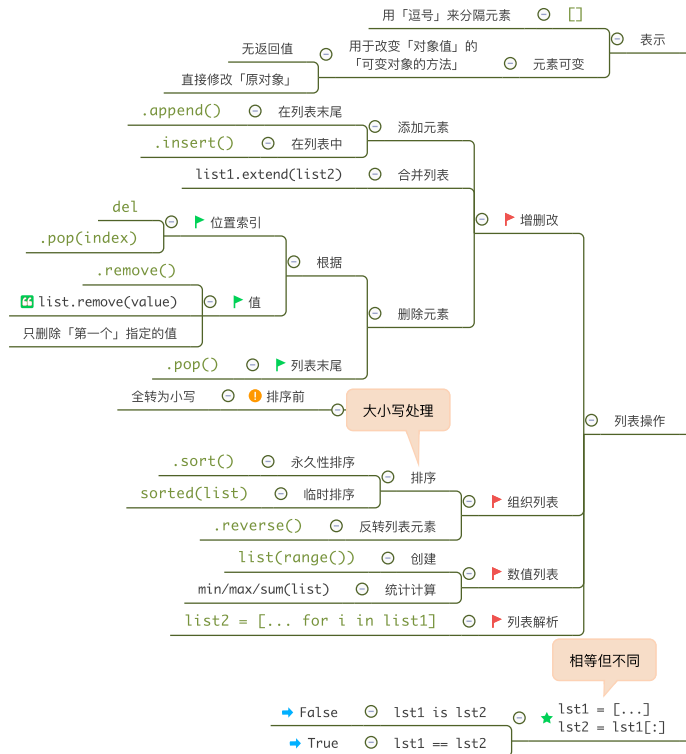 用「逗号」来分隔元素
[]
表示
无返回值
直接修改「原对象」
用于改变「对象值」的
「可变对象的方法」
元素可变
.append()
在列表末尾
添加元素
.insert()
在列表中
list1.extend(list2)
合并列表
增删改
del
位置索引
.pop(index)
根据
.remove()
list.remove(value)
值
只删除「第一个」指定的值
删除元素
.pop()
列表末尾
全转为小写
排序前
大小写处理
列表操作
.sort()
永久性排序
排序
sorted(list)
临时排序
组织列表
.reverse()
反转列表元素
list(range())
创建
数值列表
min/max/sum(list)
统计计算
list2 = [... for i in list1]
列表解析
相等但不同
False
lst1 is lst2
lst1 = [...]
lst2 = lst1[:]
True
lst1 == lst2